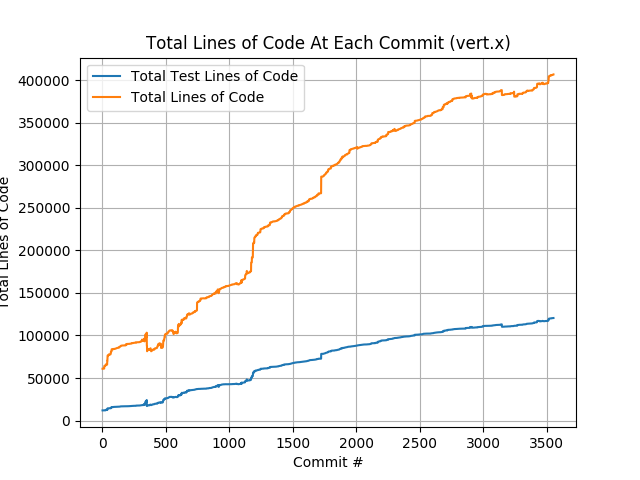 Total Lines of Code At Each Commit (vert.x)
Total Test Lines of Code
Total Lines of Code
400000
350000
300000
250000
200000
150000
100000
50000
0
Total Lines of Code
0 500 1000 1500 2000 2500 3000 3500
Commit #